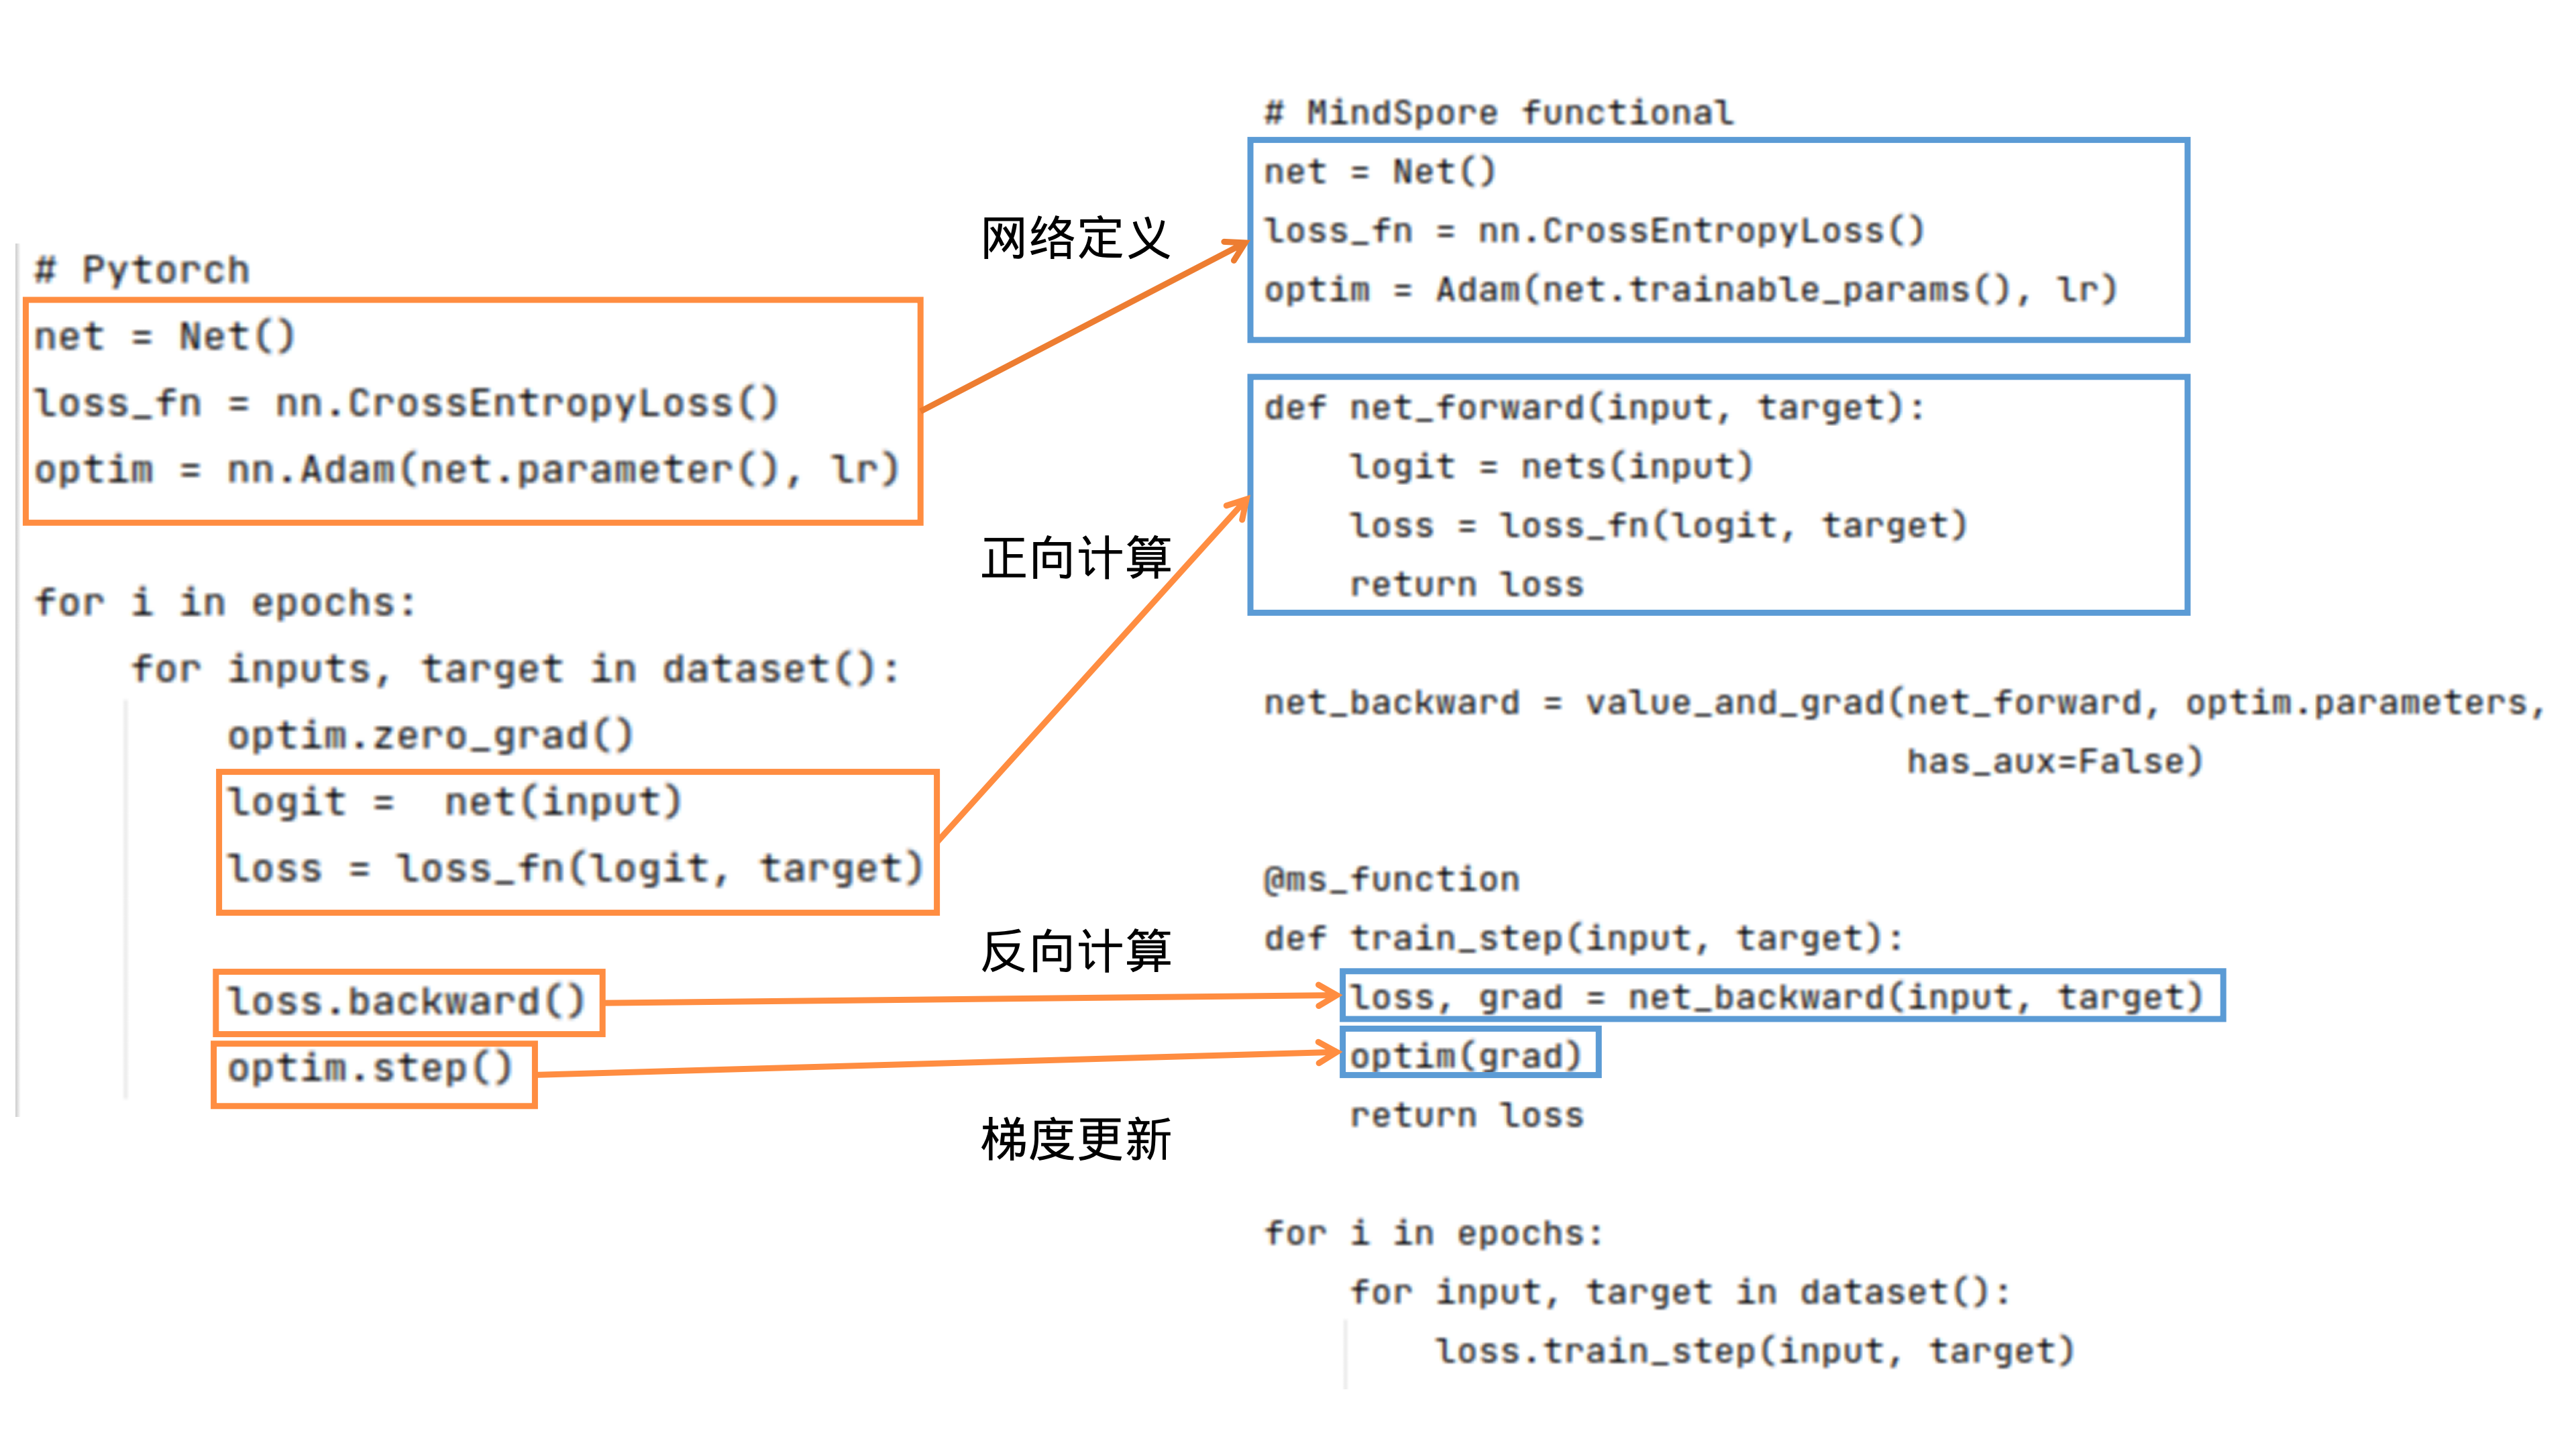 # Pytorch
net = Net()
loss_fn = nn.CrossEntropyLoss()
optim = nn.Adam(net.parameter(), lr)
for i in epochs:
    for inputs, target in dataset():
        optim.zero_grad()
        logit =  net(input)
        loss = loss_fn(logit, target)
        loss.backward()
        optim.step()
网络定义
正向计算
反向计算
梯度更新
# MindSpore functional
net = Net()
loss_fn = nn.CrossEntropyLoss()
optim = Adam(net.trainable_params(), lr)
def net_forward(input, target):
    logit = nets(input)
    loss = loss_fn(logit, target)
    return loss
net_backward = value_and_grad(net_forward, optim.parameters,
                              has_aux=False)
@ms_function
def train_step(input, target):
    loss, grad = net_backward(input, target)
    optim(grad)
    return loss
for i in epochs:
    for input, target in dataset():
        loss.train_step(input, target)